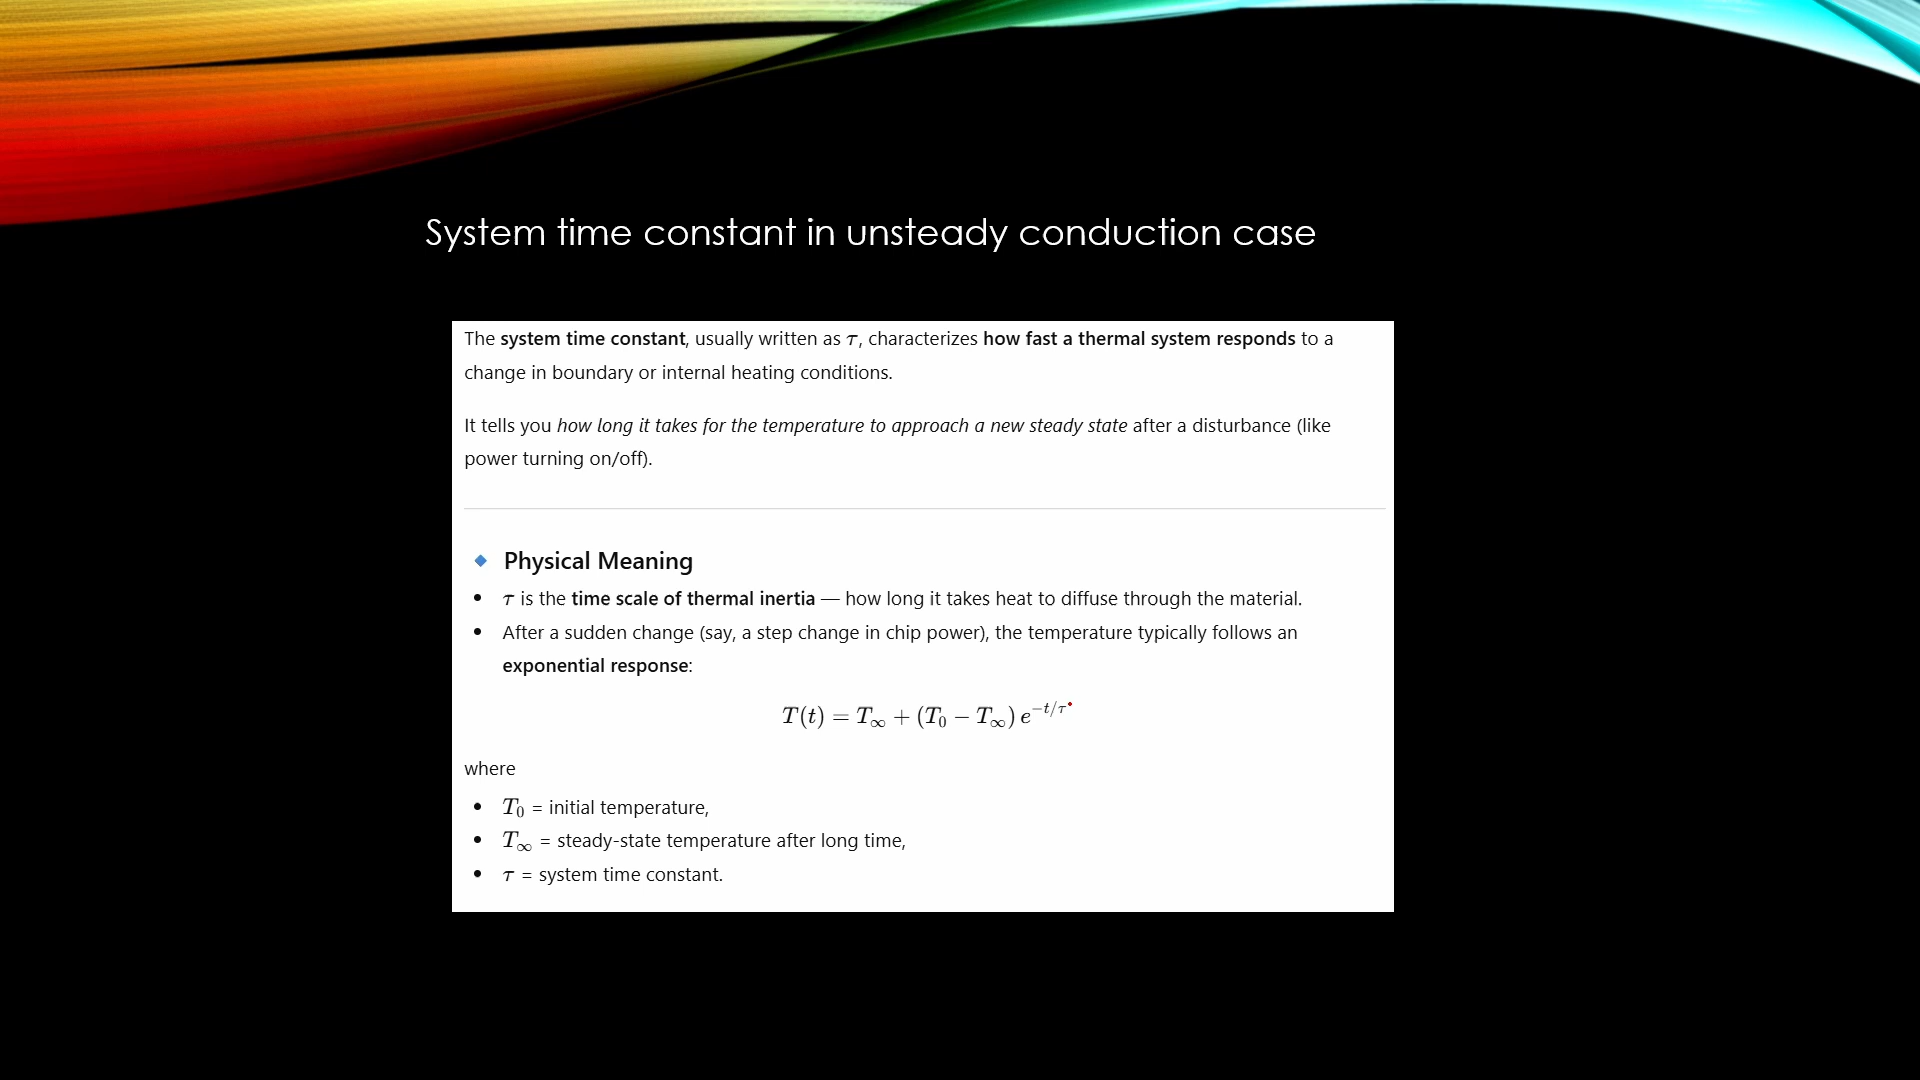 System time constant in unsteady conduction case
The system time constant, usually written as τ, characterizes how fast a thermal system responds to a
change in boundary or internal heating conditions.
It tells you how long it takes for the temperature to approach a new steady state after a disturbance (like
power turning on/off).
Physical Meaning
• τ is the time scale of thermal inertia — how long it takes heat to diffuse through the material.
• After a sudden change (say, a step change in chip power), the temperature typically follows an
exponential response:
T(t) = T∞ + (T₀ − T∞) e^{−t/τ}
where
• T₀ = initial temperature,
• T∞ = steady-state temperature after long time,
• τ = system time constant.